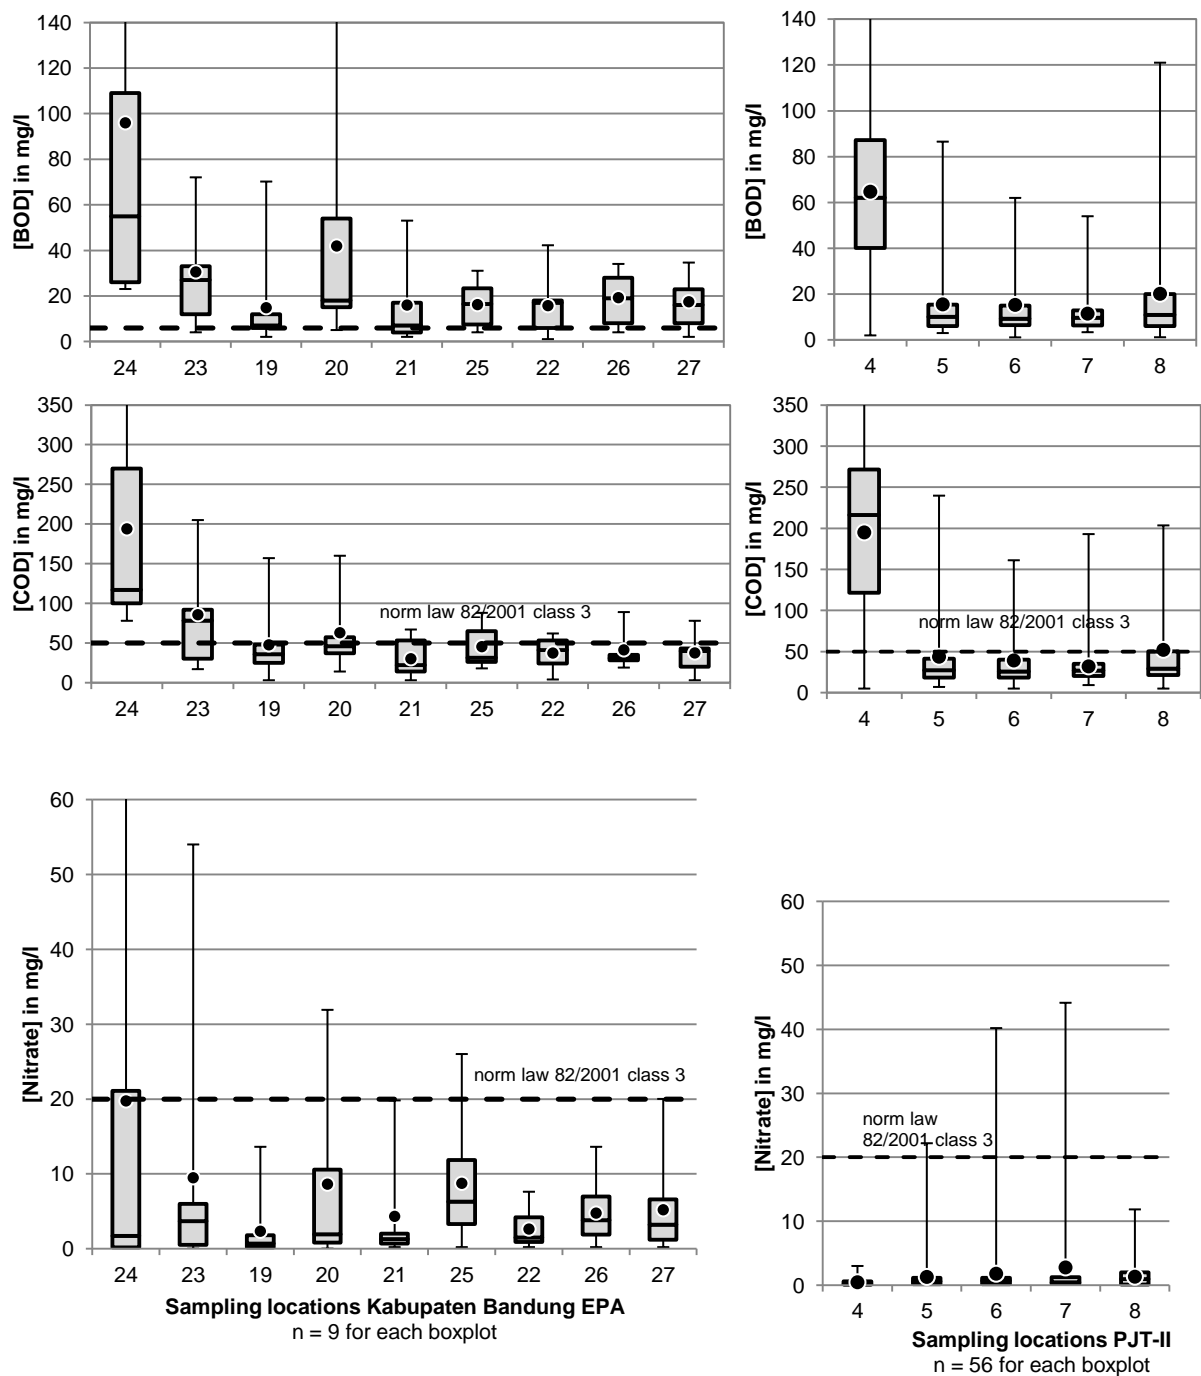 [BOD] in mg/l
140
120
100
80
60
40
20
0
24 23 19 20 21 25 22 26 27
[BOD] in mg/l
140
120
100
80
60
40
20
0
4 5 6 7 8
[COD] in mg/l
350
300
250
200
150
100
50
0
norm law 82/2001 class 3
24 23 19 20 21 25 22 26 27
[COD] in mg/l
350
300
250
200
150
100
50
0
norm law 82/2001 class 3
4 5 6 7 8
[Nitrate] in mg/l
60
50
40
30
20
10
0
norm law 82/2001 class 3
24 23 19 20 21 25 22 26 27
Sampling locations Kabupaten Bandung EPA
n = 9 for each boxplot
[Nitrate] in mg/l
60
50
40
30
20
10
0
norm law
82/2001 class 3
4 5 6 7 8
Sampling locations PJT-II
n = 56 for each boxplot